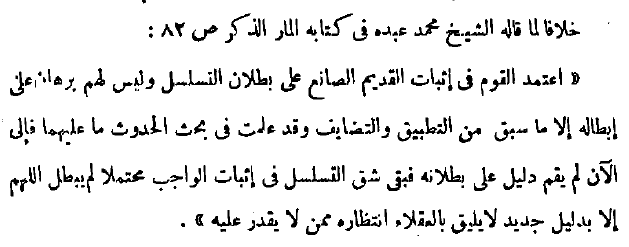 خلافا لما قاله الشيخ محمد عبده فى كتابه المار الذكر ص ٨٢ :
« اعتمد القوم فى إثبات القديم الصانع على بطلان التسلسل وليس لهم برهان على
إبطاله إلا ما سبق من التطبيق والتضايف وقد علمت فى بحث الحدوث ما عليهما فإلى
الآن لم يقم دليل على بطلانه فبقى شق التسلسل فى إثبات الواجب محتملا لم يبطل اللهم
إلا بدليل جديد لا يليق بالعقلاء انتظاره ممن لا يقدر عليه » .